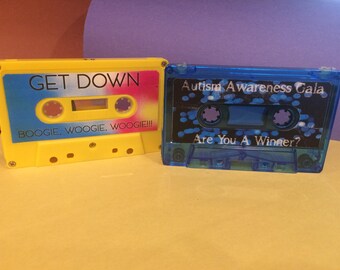 GET DOWN
BOOGIE, WOOGIE, WOOGIE!!!
Autism Awareness Gala
Are You A Winner?